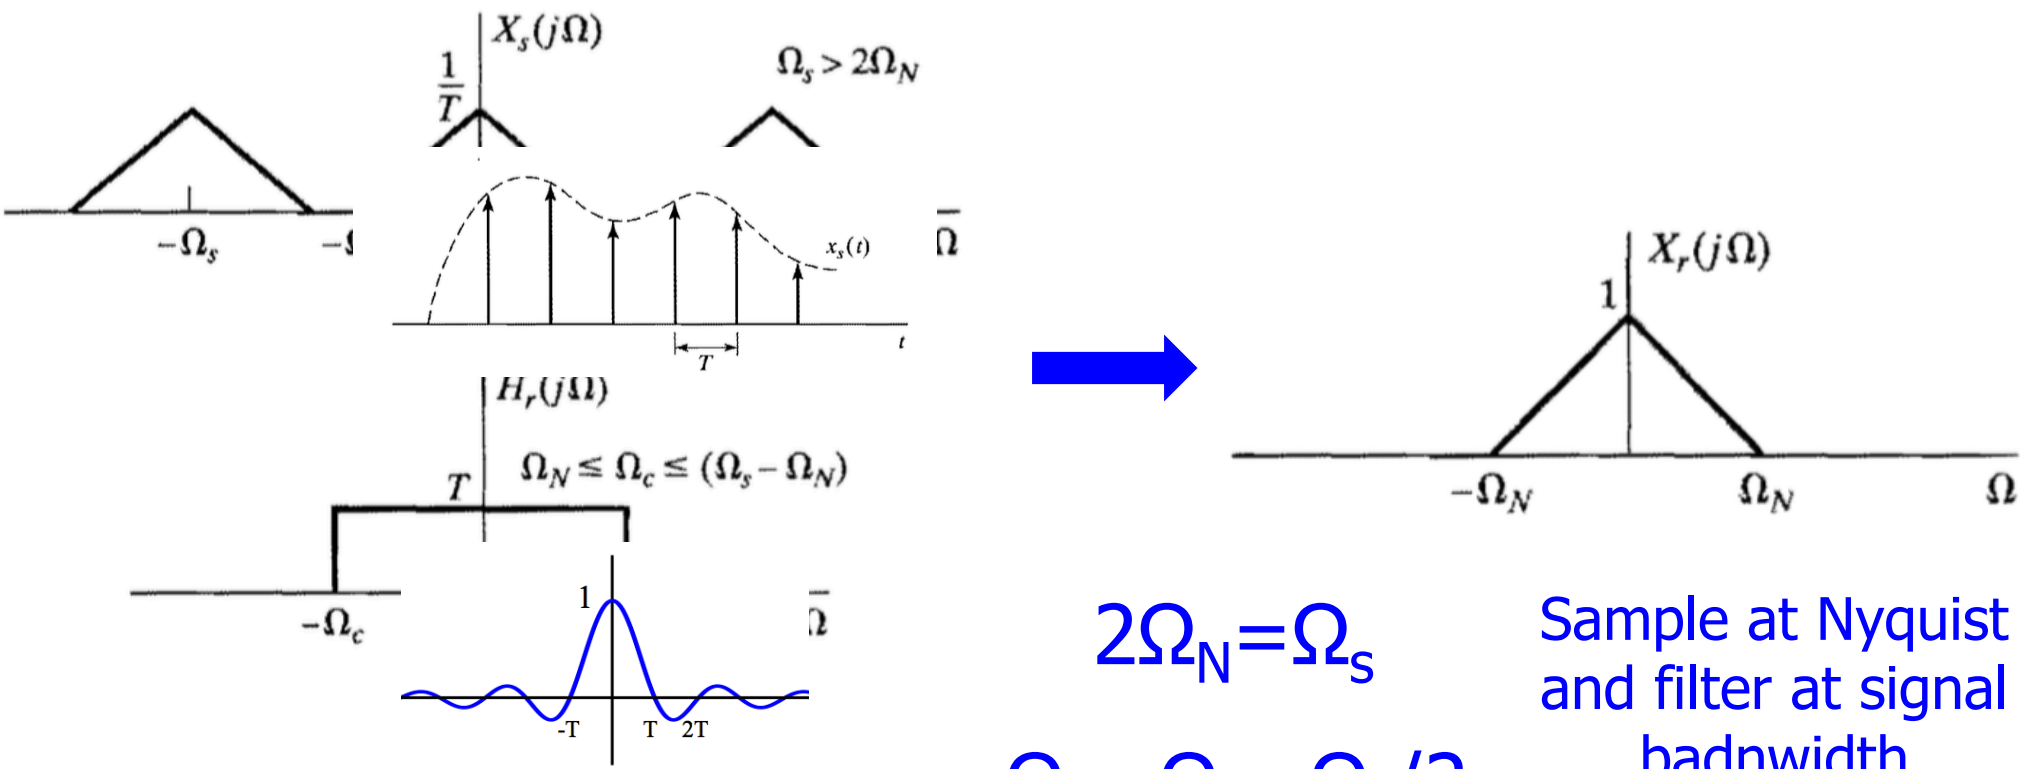 X_s(jΩ)
1
T
Ω_s > 2Ω_N
−Ω_s
Ω
x_s(t)
t
T
H_r(jΩ)
T
Ω_N ≤ Ω_c ≤ (Ω_s − Ω_N)
−Ω_c
Ω
1
-T T 2T
X_r(jΩ)
1
−Ω_N Ω_N Ω
2Ω_N=Ω_s
Sample at Nyquist
and filter at signal
badnwidth